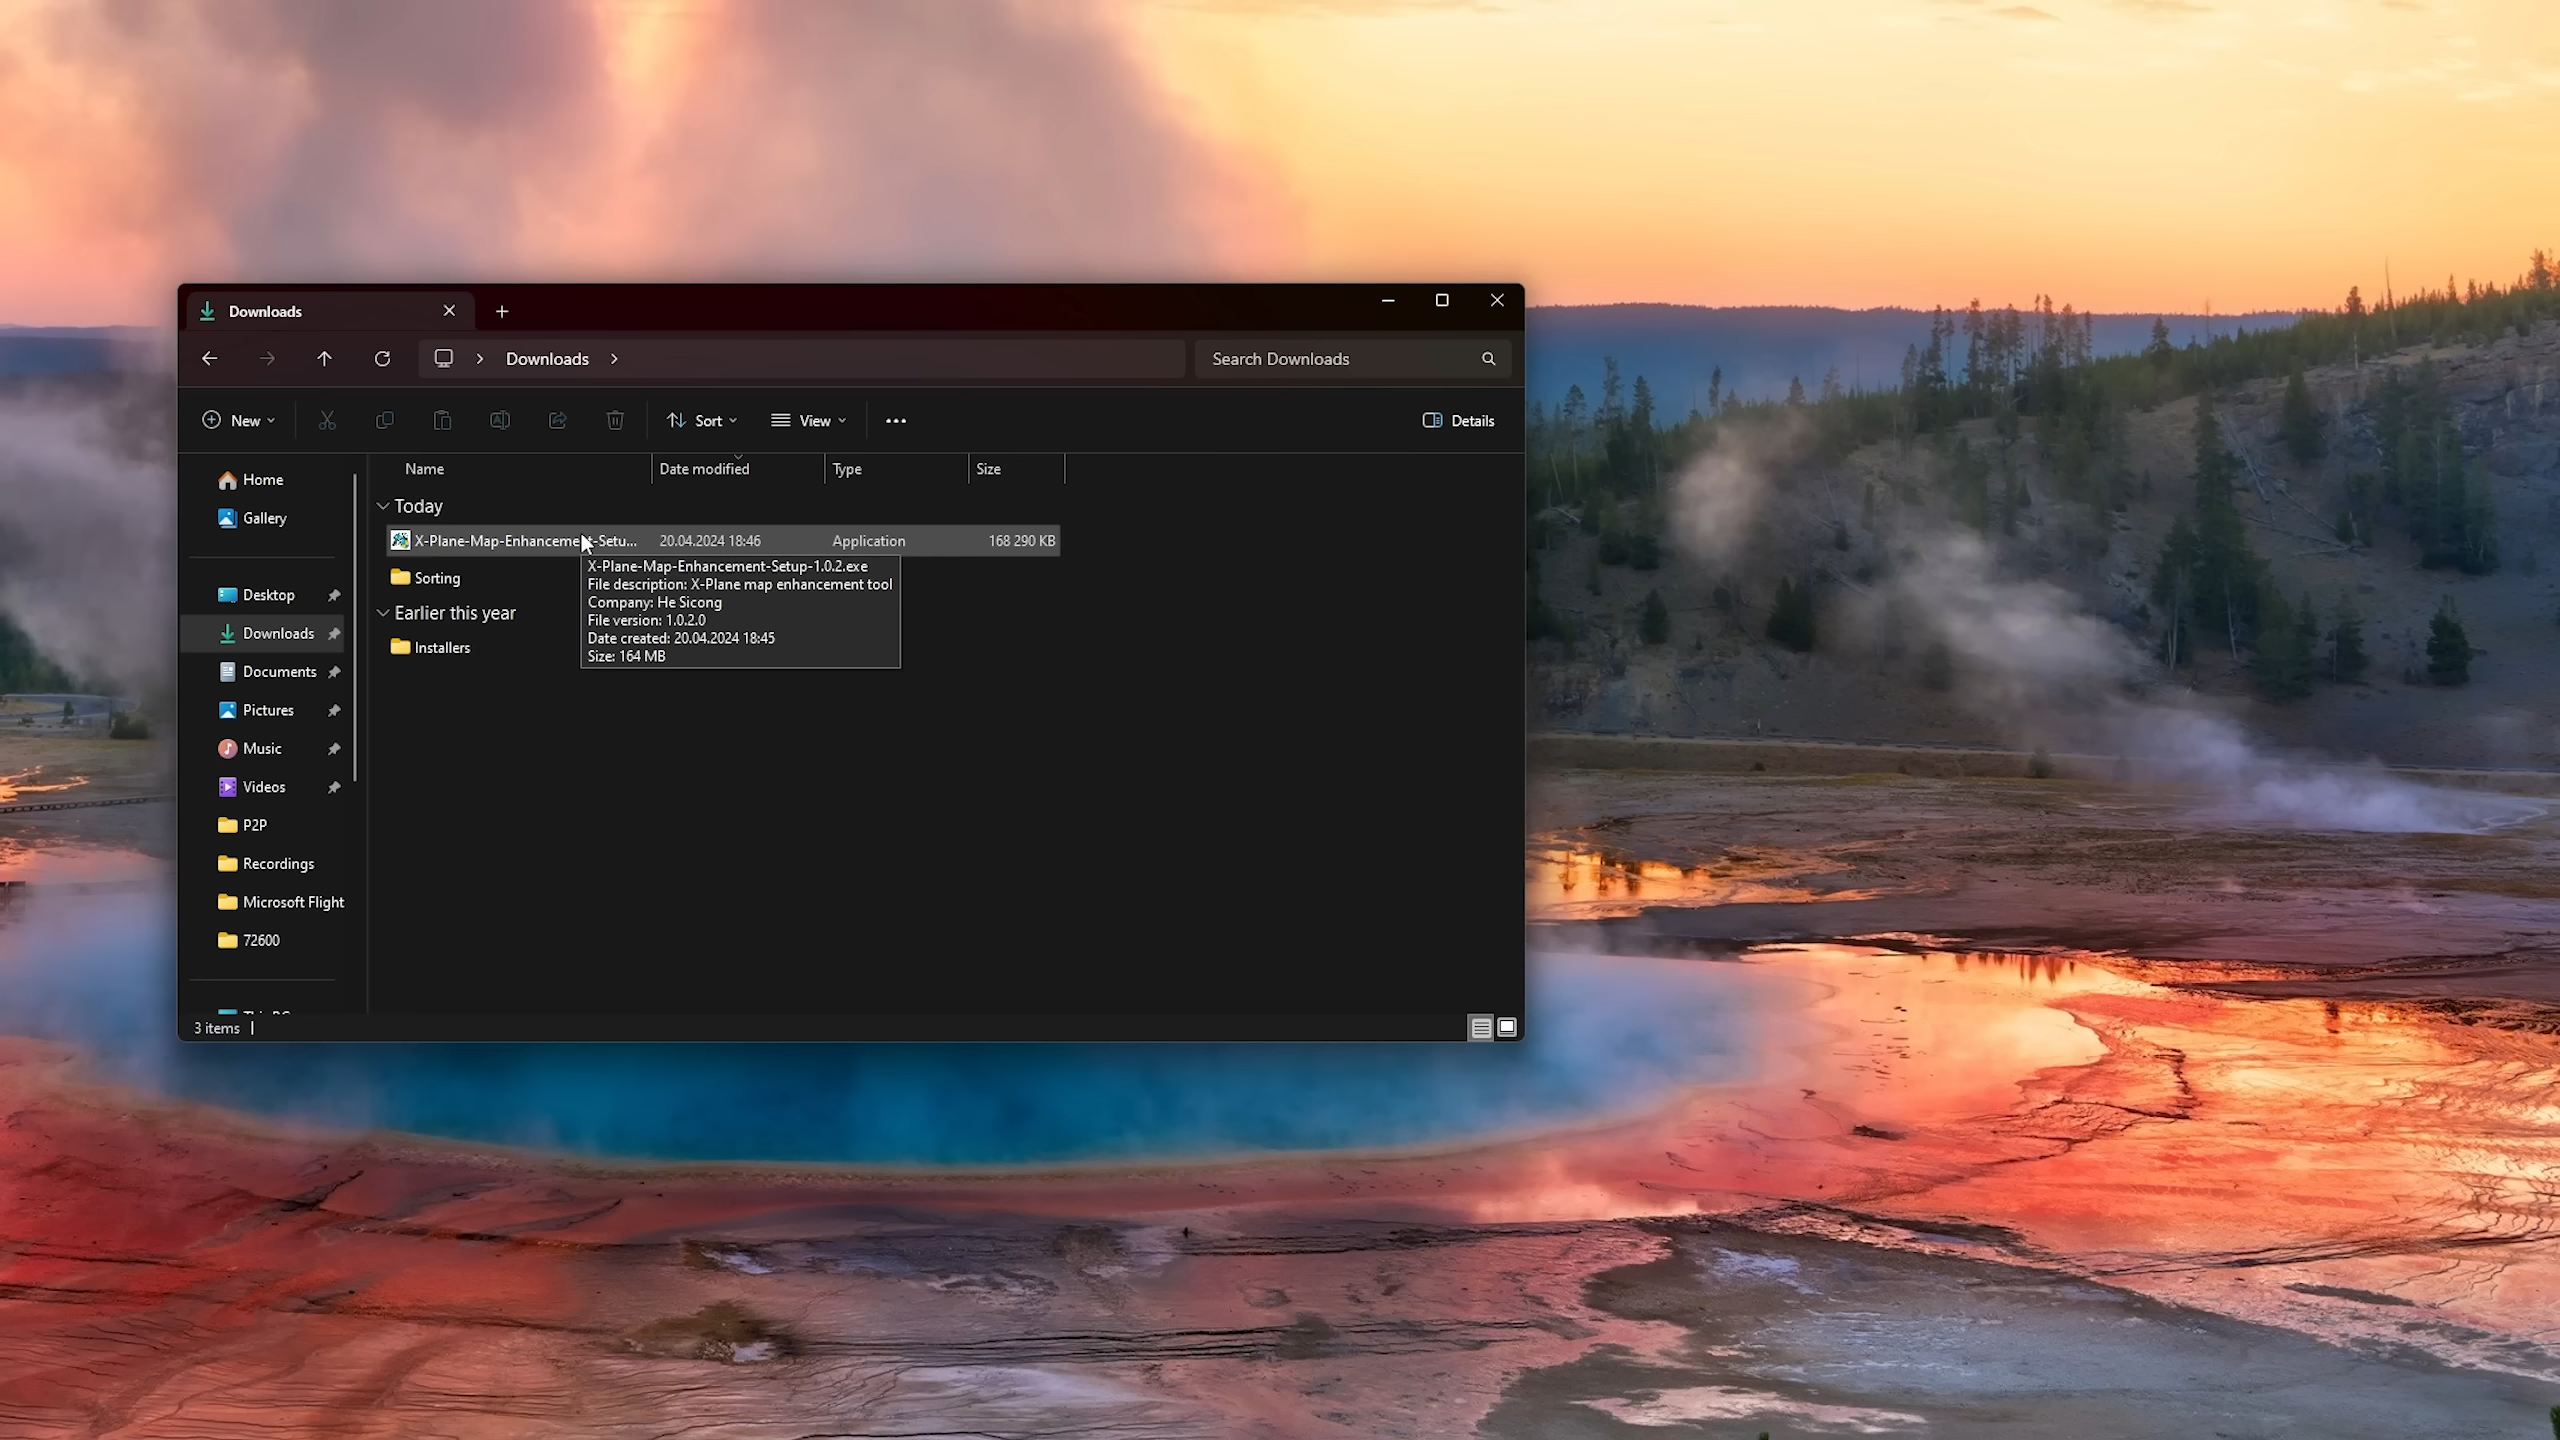 Downloads
Downloads
Search Downloads
New
Sort
View
Details
Name
Date modified
Type
Size
Home
Gallery
Desktop
Downloads
Documents
Pictures
Music
Videos
P2P
Recordings
Microsoft Flight
72600
This PC
Today
X-Plane-Map-Enhancement-Setu...
20.04.2024 18:46
Application
168 290 KB
Sorting
Earlier this year
Installers
X-Plane-Map-Enhancement-Setup-1.0.2.exe
File description: X-Plane map enhancement tool
Company: He Sicong
File version: 1.0.2.0
Date created: 20.04.2024 18:45
Size: 164 MB
3 items